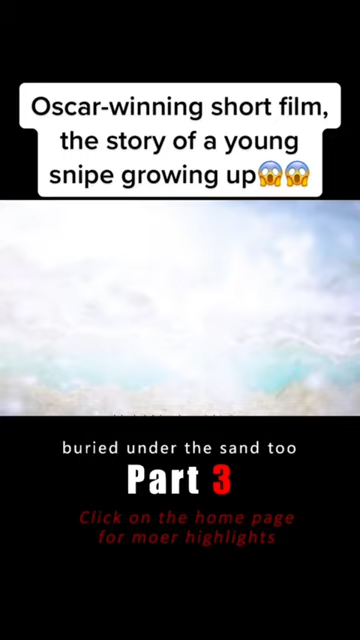 Oscar-winning short film,
the story of a young
snipe growing up😱😱
buried under the sand too
Part 3
Click on the home page
for moer highlights